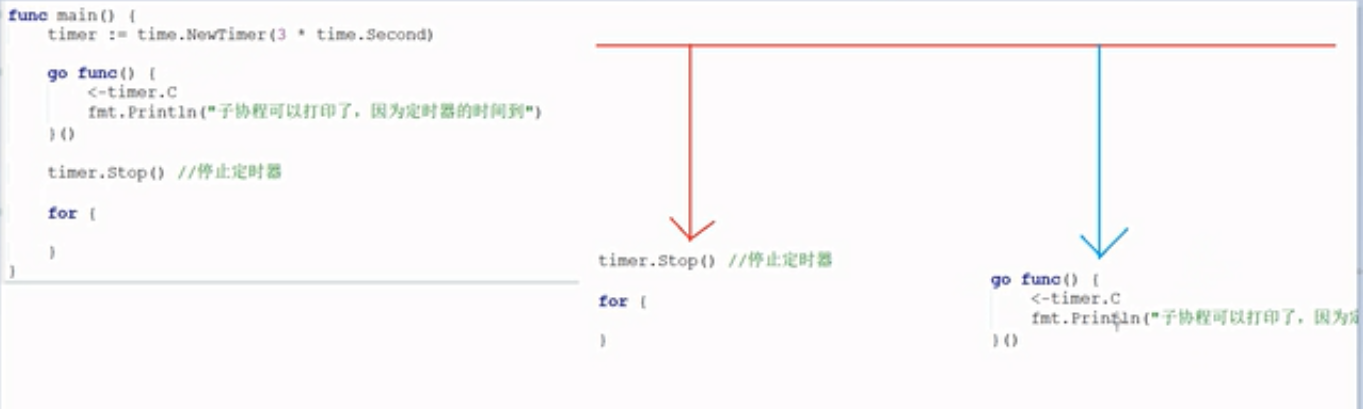 func main() {
timer := time.NewTimer(3 * time.Second)
go func() {
<-timer.C
fmt.Println("子协程可以打印了，因为定时器的时间到")
}()
timer.Stop() //停止定时器
for {
}
}
timer.Stop() //停止定时器
for {
}
go func() {
<-timer.C
fmt.Println("子协程可以打印了，因为定
}()